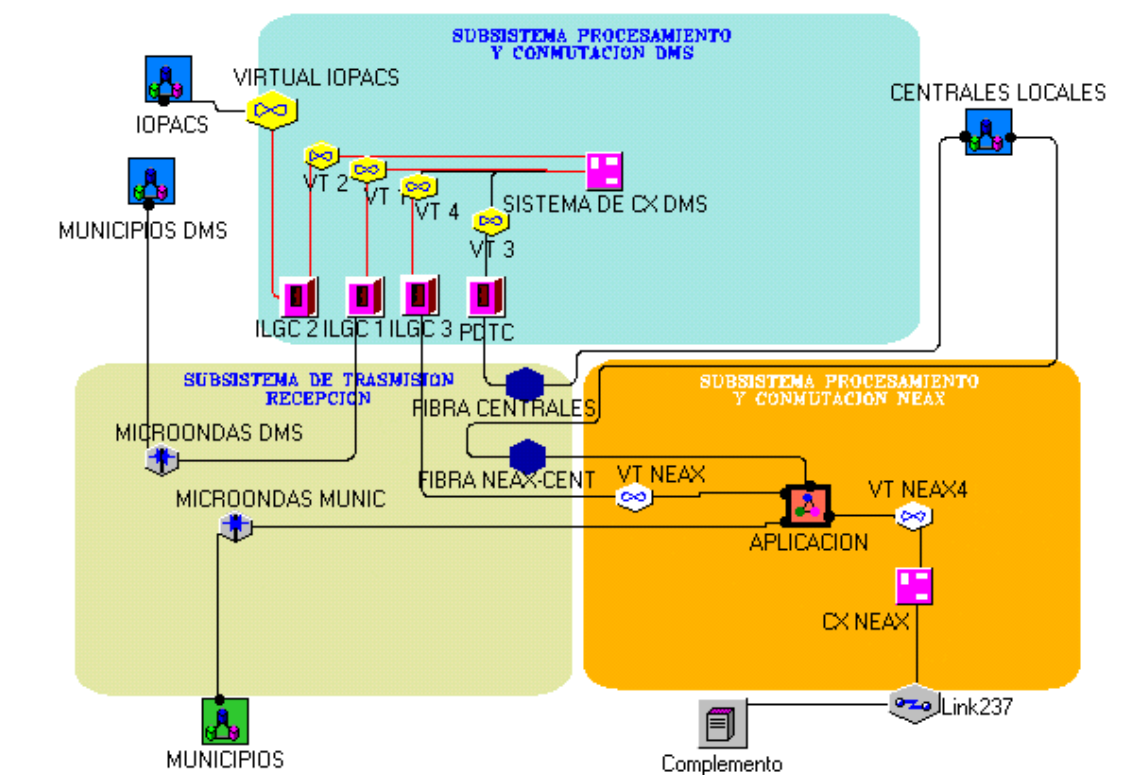 SUBSISTEMA PROCESAMIENTO
Y CONMUTACION DMS
VIRTUAL IOPACS
CENTRALES LOCALES
IOPACS
VT 2
VT 1
VT 4
SISTEMA DE CX DMS
MUNICIPIOS DMS
VT 3
ILGC 2
ILGC 1
ILGC 3
PDTC
SUBSISTEMA DE TRASMISION
RECEPCION
SUBSISTEMA PROCESAMIENTO
Y CONMUTACION NEAX
FIBRA CENTRALES
MICROONDAS DMS
FIBRA NEAX-CENT
VT NEAX
VT NEAX4
MICROONDAS MUNIC
APLICACION
CX NEAX
Link237
MUNICIPIOS
Complemento